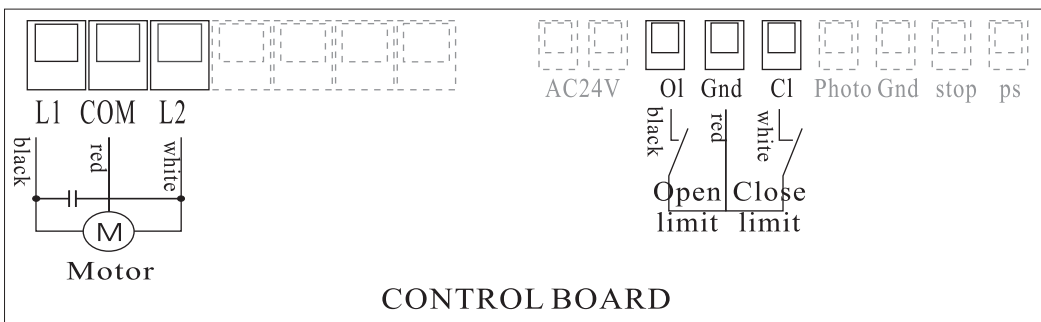 AC24V Ol Gnd Cl Photo Gnd stop ps
L1 COM L2
black red white
black red white
Open Close
limit limit
M
Motor
CONTROL BOARD